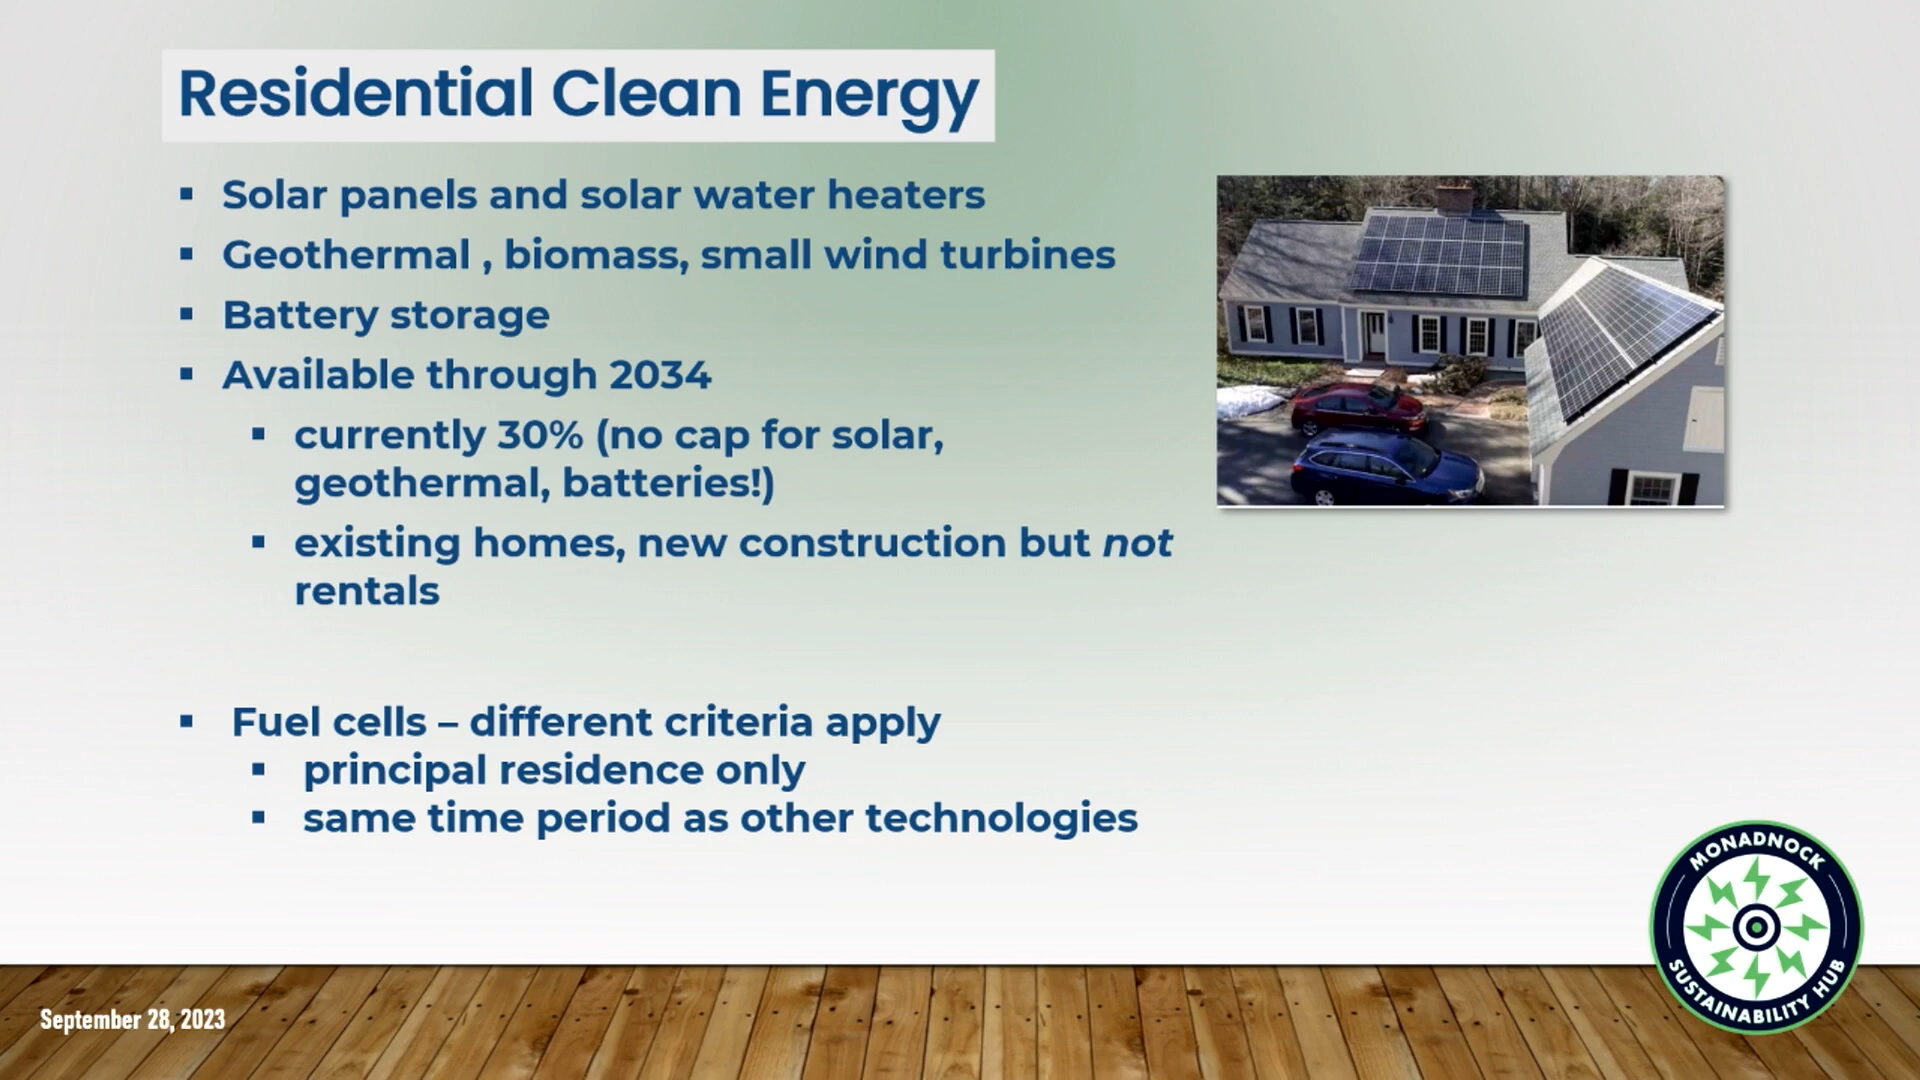 Residential Clean Energy
▪ Solar panels and solar water heaters
▪ Geothermal , biomass, small wind turbines
▪ Battery storage
▪ Available through 2034
▪ currently 30% (no cap for solar,
geothermal, batteries!)
▪ existing homes, new construction but not
rentals
▪ Fuel cells – different criteria apply
▪ principal residence only
▪ same time period as other technologies
MONADNOCK
SUSTAINABILITY HUB
September 28, 2023